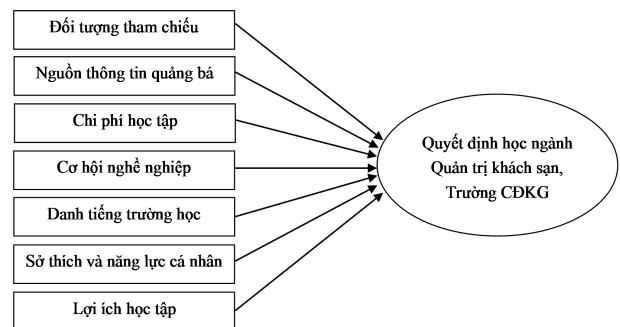 Đối tượng tham chiếu
Nguồn thông tin quảng bá
Chi phí học tập
Cơ hội nghề nghiệp
Danh tiếng trường học
Sở thích và năng lực cá nhân
Lợi ích học tập
Quyết định học ngành
Quản trị khách sạn,
Trường CĐKG